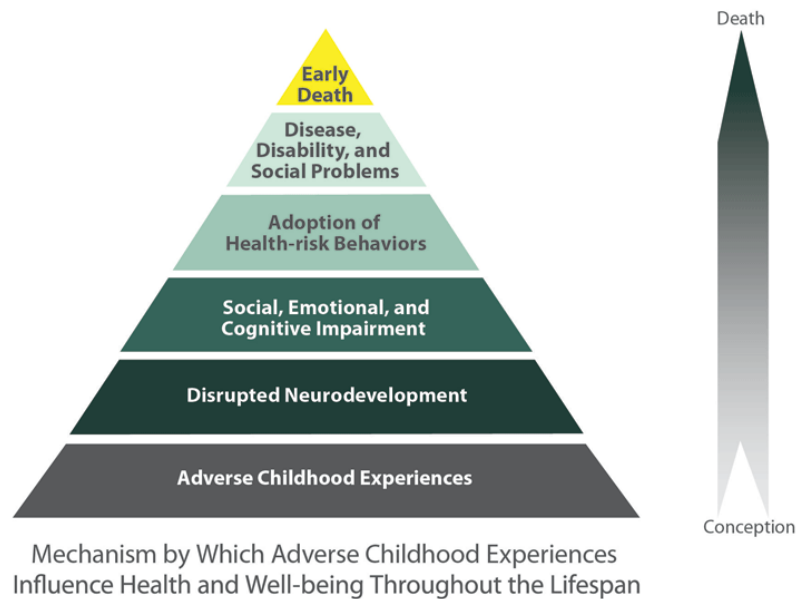 Death
Early
Death
Disease,
Disability, and
Social Problems
Adoption of
Health-risk Behaviors
Social, Emotional, and
Cognitive Impairment
Disrupted Neurodevelopment
Adverse Childhood Experiences
Conception
Mechanism by Which Adverse Childhood Experiences
Influence Health and Well-being Throughout the Lifespan